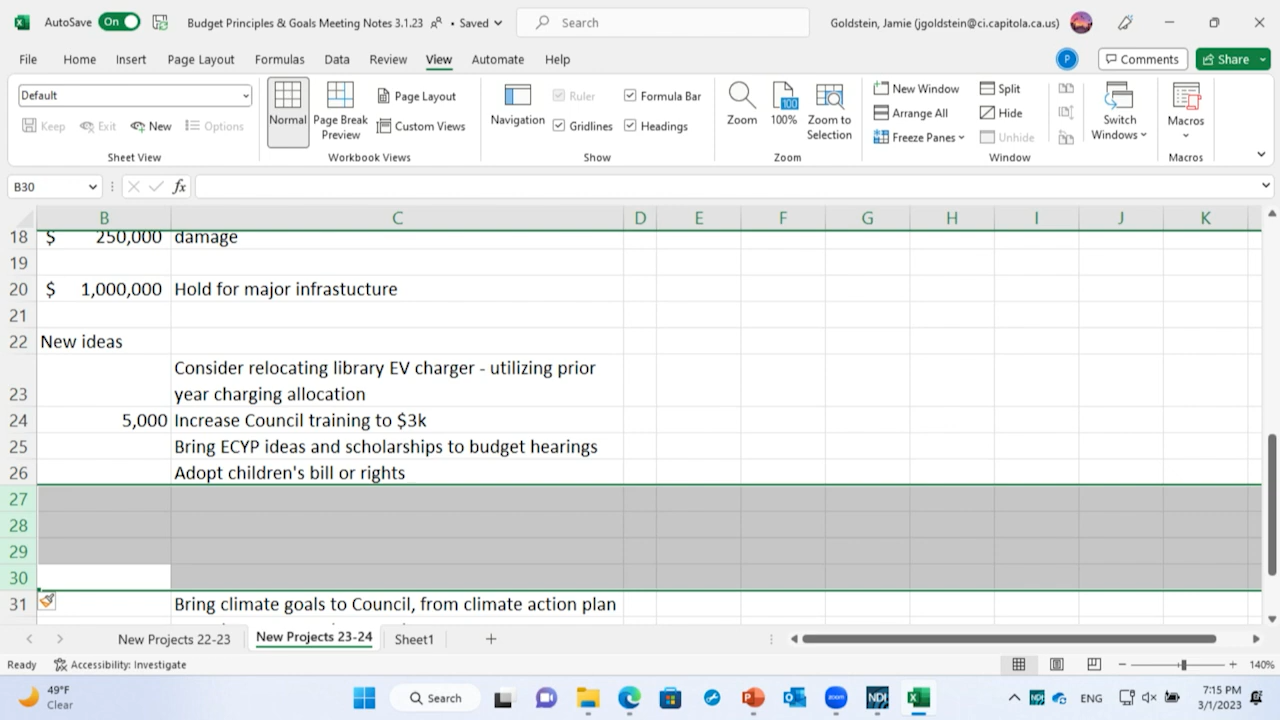 AutoSave On Budget Principles & Goals Meeting Notes 3.1.23 • Saved Search Goldstein, Jamie (jgoldstein@ci.capitola.ca.us)
File Home Insert Page Layout Formulas Data Review View Automate Help P Comments Share
Default
Keep Exit New Options
Sheet View
Normal
Page Break
Preview
Page Layout
Custom Views
Workbook Views
Navigation
Ruler Formula Bar
Gridlines Headings
Show
Zoom
100
100%
Zoom to
Selection
Zoom
New Window
Arrange All
Freeze Panes
Split
Hide
Unhide
Window
Switch
Windows
Macros
Macros
B30 fx
B C D E F G H I J K
18 $ 250,000 damage
19
20 $ 1,000,000 Hold for major infrastucture
21
22 New ideas
Consider relocating library EV charger - utilizing prior
23 year charging allocation
24 5,000 Increase Council training to $3k
25 Bring ECYP ideas and scholarships to budget hearings
26 Adopt children's bill or rights
27
28
29
30
31 Bring climate goals to Council, from climate action plan
New Projects 22-23 New Projects 23-24 Sheet1
Ready Accessibility: Investigate 140%
49°F
Clear
Search
zoom
NDI
NDI
ENG
7:15 PM
3/1/2023